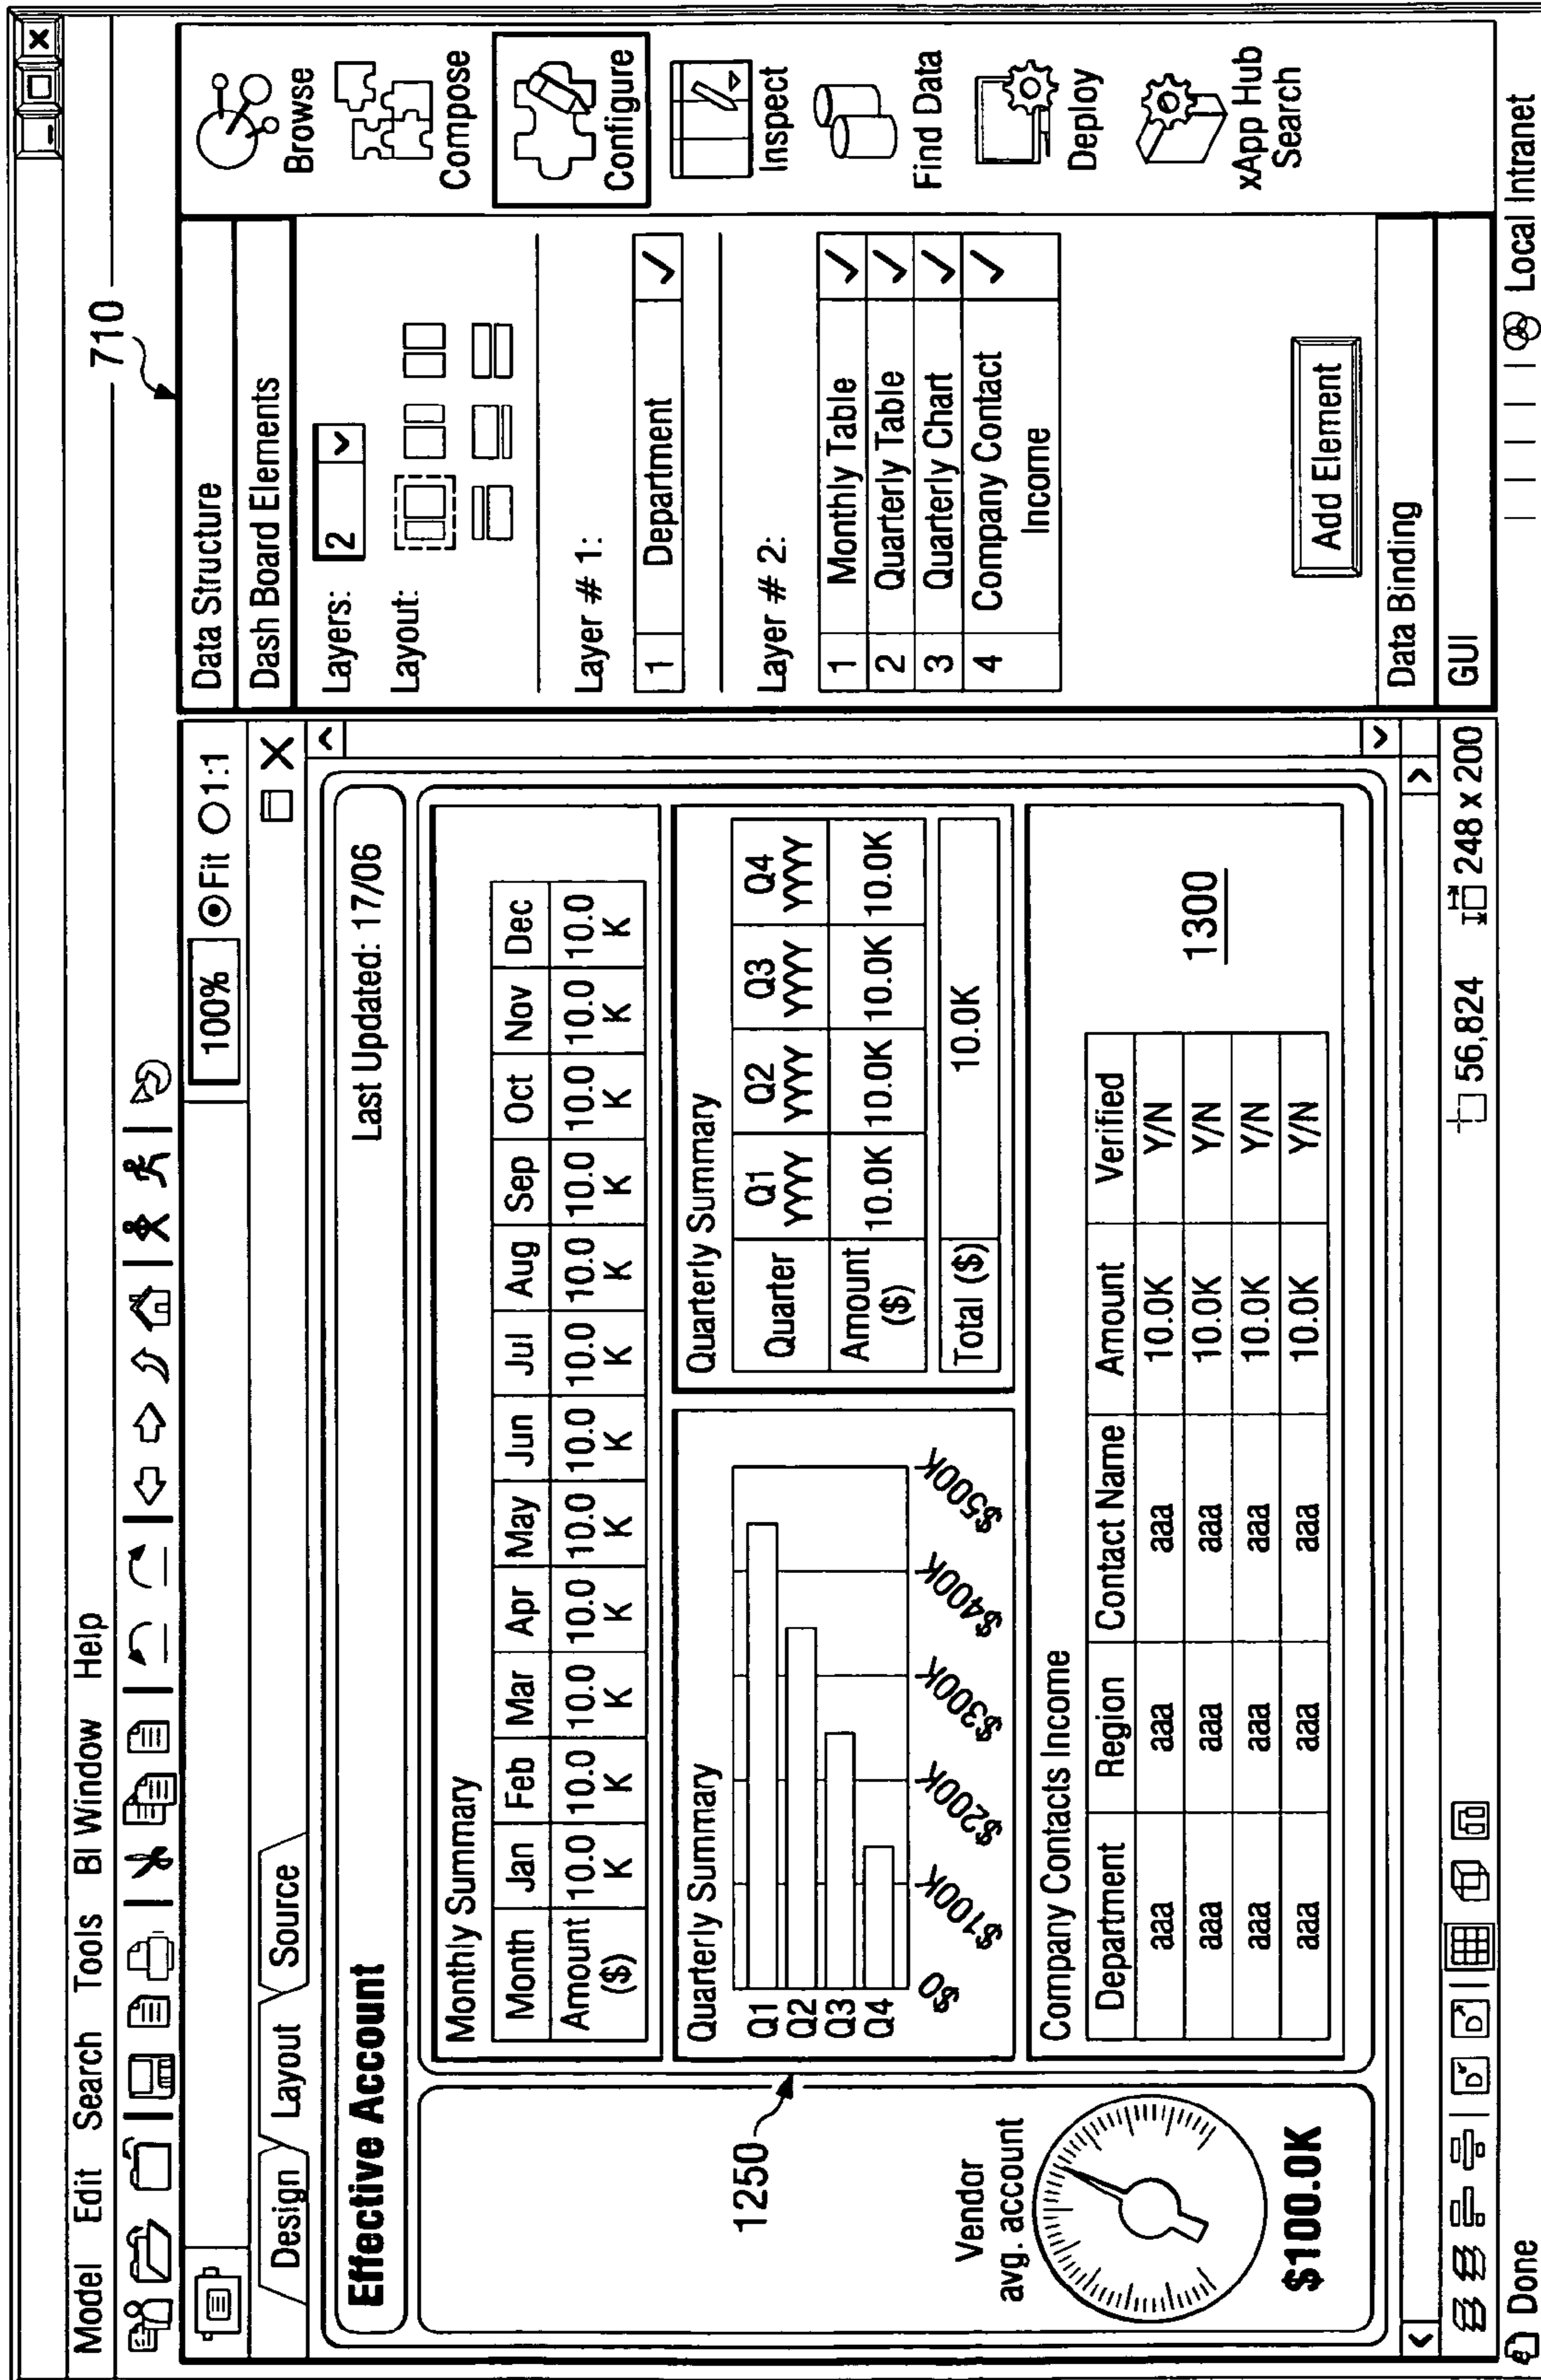 Model Edit Search Tools BI Window Help
710
100% Fit 1:1
Design Layout Source
Effective Account
Last Updated: 17/06
Monthly Summary
Month Jan Feb Mar Apr May Jun Jul Aug Sep Oct Nov Dec
Amount ($) 10.0 K 10.0 K 10.0 K 10.0 K 10.0 K 10.0 K 10.0 K 10.0 K 10.0 K 10.0 K 10.0 K 10.0 K
1250
Quarterly Summary
Q1
Q2
Q3
Q4
$0 $100K $200K $300K $400K $500K
Quarterly Summary
Quarter Q1 YYYY Q2 YYYY Q3 YYYY Q4 YYYY
Amount ($) 10.0K 10.0K 10.0K 10.0K
Total ($) 10.0K
Vendor
avg. account
$100.0K
Company Contacts Income
Department Region Contact Name Amount Verified
aaa aaa aaa 10.0K Y/N
aaa aaa aaa 10.0K Y/N
aaa aaa aaa 10.0K Y/N
aaa aaa aaa 10.0K Y/N
1300
Data Structure
Dash Board Elements
Layers: 2
Layout:
Layer # 1:
1 Department
Layer # 2:
1 Monthly Table
2 Quarterly Table
3 Quarterly Chart
4 Company Contact
Income
Add Element
Data Binding
GUI
Browse
Compose
Configure
Inspect
Find Data
Deploy
xApp Hub
Search
56,824 248 x 200
Done
Local Intranet